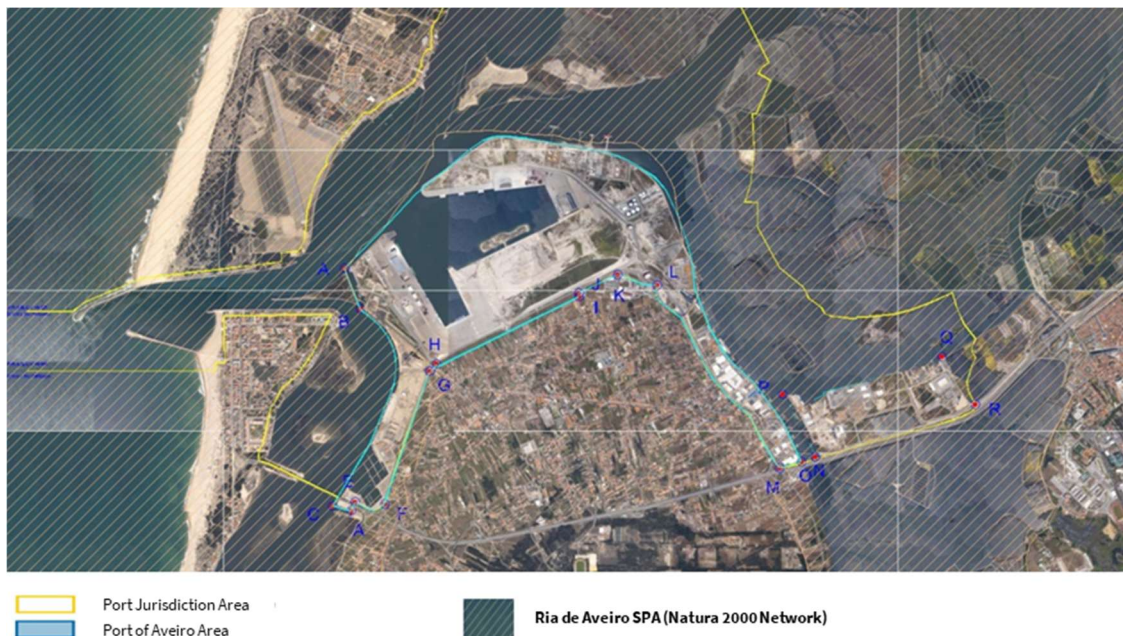 A
L
J
K
I
B
H
G
Q
P
R
N
O
M
E
C
F
A
Port Jurisdiction Area
Port of Aveiro Area
Ria de Aveiro SPA (Natura 2000 Network)